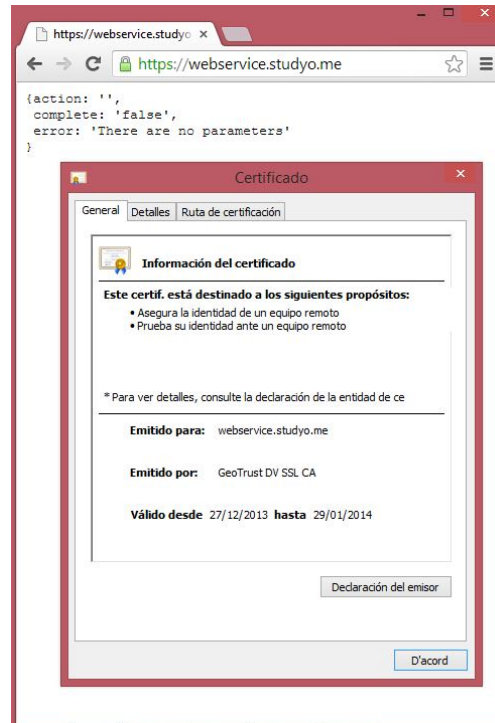 https://webservice.studyo
https://webservice.studyo.me
{action: '',
complete: 'false',
error: 'There are no parameters'
}
Certificado
General Detalles Ruta de certificación
Información del certificado
Este certif. está destinado a los siguientes propósitos:
• Asegura la identidad de un equipo remoto
• Prueba su identidad ante un equipo remoto
* Para ver detalles, consulte la declaración de la entidad de ce
Emitido para: webservice.studyo.me
Emitido por: GeoTrust DV SSL CA
Válido desde 27/12/2013 hasta 29/01/2014
Declaración del emisor
D'acord